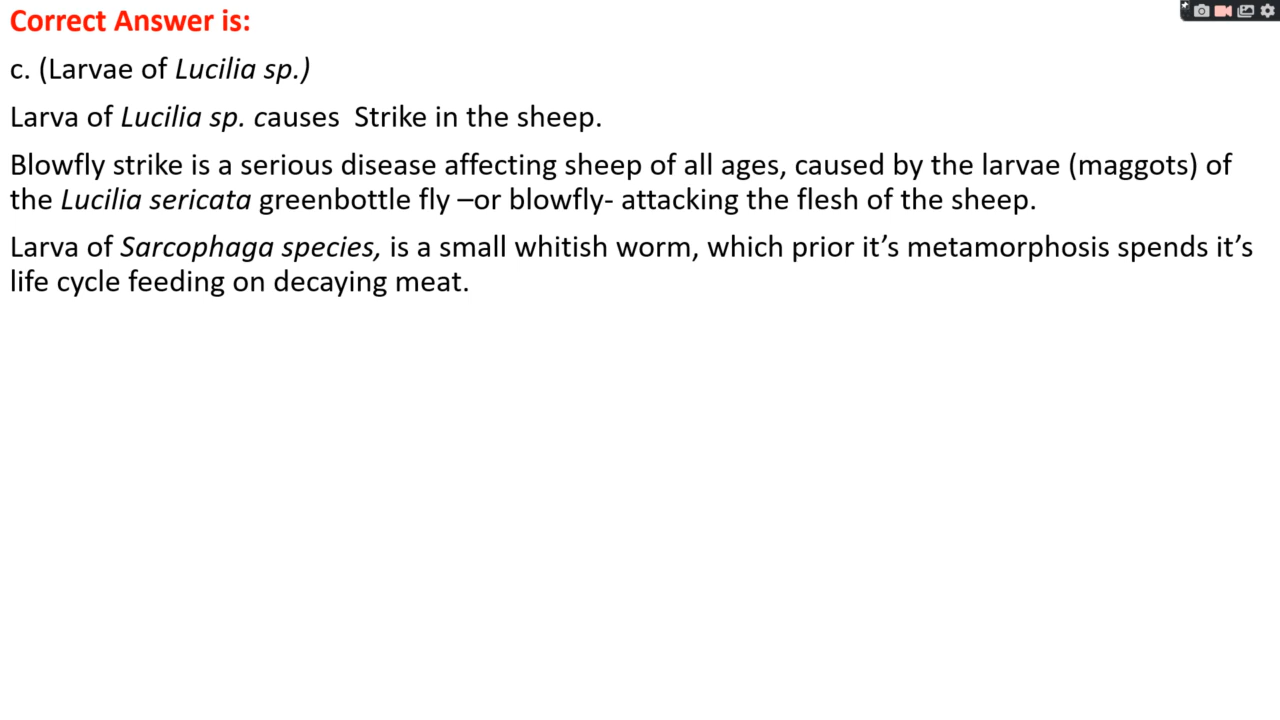 Correct Answer is:
c. (Larvae of Lucilia sp.)
Larva of Lucilia sp. causes  Strike in the sheep.
Blowfly strike is a serious disease affecting sheep of all ages, caused by the larvae (maggots) of
the Lucilia sericata greenbottle fly –or blowfly- attacking the flesh of the sheep.
Larva of Sarcophaga species, is a small whitish worm, which prior it’s metamorphosis spends it’s
life cycle feeding on decaying meat.